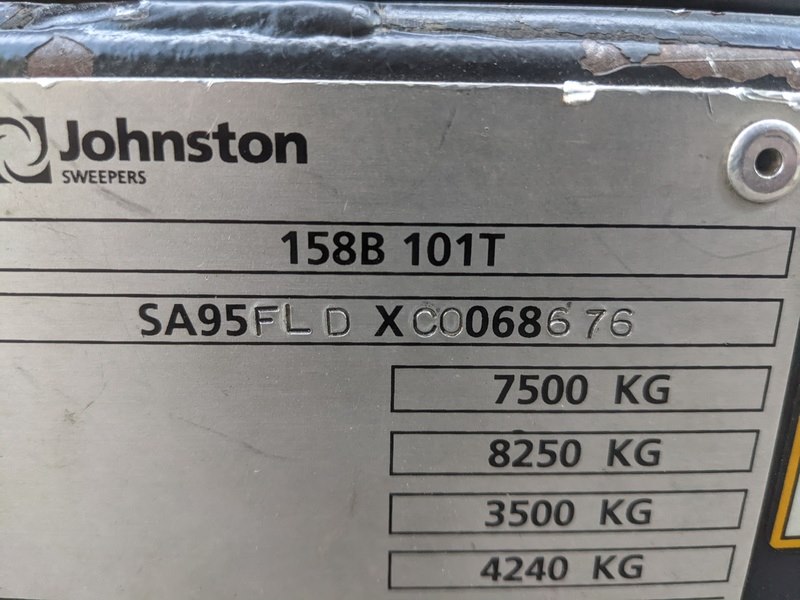 Johnston
SWEEPERS
158B 101T
SA95FLD XC0068676
7500 KG
8250 KG
3500 KG
4240 KG